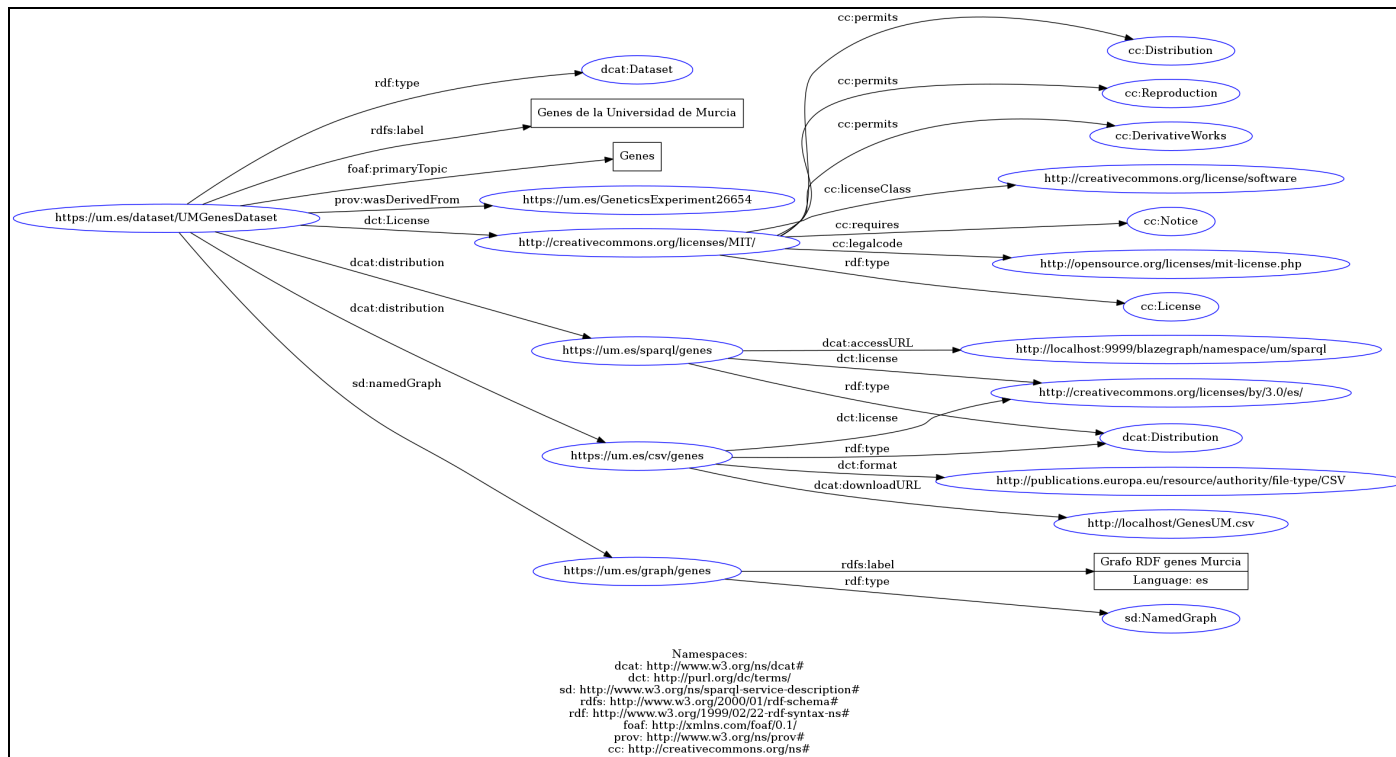 cc:permits
cc:Distribution
rdf:type
dcat:Dataset
cc:permits
cc:Reproduction
rdfs:label
Genes de la Universidad de Murcia
cc:permits
cc:DerivativeWorks
foaf:primaryTopic
Genes
cc:licenseClass
http://creativecommons.org/license/software
prov:wasDerivedFrom
https://um.es/GeneticsExperiment26654
https://um.es/dataset/UMGenesDataset
dct:License
http://creativecommons.org/licenses/MIT/
cc:requires
cc:Notice
cc:legalcode
http://opensource.org/licenses/mit-license.php
rdf:type
cc:License
dcat:distribution
https://um.es/sparql/genes
dcat:accessURL
http://localhost:9999/blazegraph/namespace/um/sparql
dct:license
http://creativecommons.org/licenses/by/3.0/es/
rdf:type
dcat:distribution
dct:license
dcat:Distribution
https://um.es/csv/genes
rdf:type
dct:format
http://publications.europa.eu/resource/authority/file-type/CSV
dcat:downloadURL
http://localhost/GenesUM.csv
sd:namedGraph
https://um.es/graph/genes
rdfs:label
Grafo RDF genes Murcia
Language: es
rdf:type
sd:NamedGraph
Namespaces:
dcat: http://www.w3.org/ns/dcat#
dct: http://purl.org/dc/terms/
sd: http://www.w3.org/ns/sparql-service-description#
rdfs: http://www.w3.org/2000/01/rdf-schema#
rdf: http://www.w3.org/1999/02/22-rdf-syntax-ns#
foaf: http://xmlns.com/foaf/0.1/
prov: http://www.w3.org/ns/prov#
cc: http://creativecommons.org/ns#